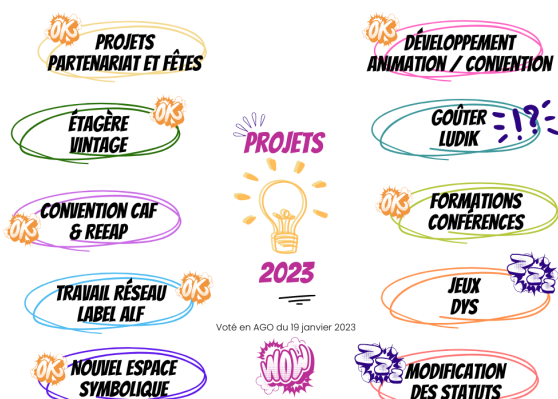 OK
PROJETS
PARTENARIAT ET FÊTES
OK
ÉTAGÈRE
VINTAGE
OK
CONVENTION CAF
& REEAP
OK
TRAVAIL RÉSEAU
LABEL ALF
OK
NOUVEL ESPACE
SYMBOLIQUE
PROJETS
2023
Voté en AGO du 19 janvier 2023
WOW
OK
DÉVELOPPEMENT
ANIMATION / CONVENTION
GOÛTER
LUDIK
!?
OK
FORMATIONS
CONFÉRENCES
JEUX
DYS
ZZZ
ZZZ
MODIFICATION
DES STATUTS